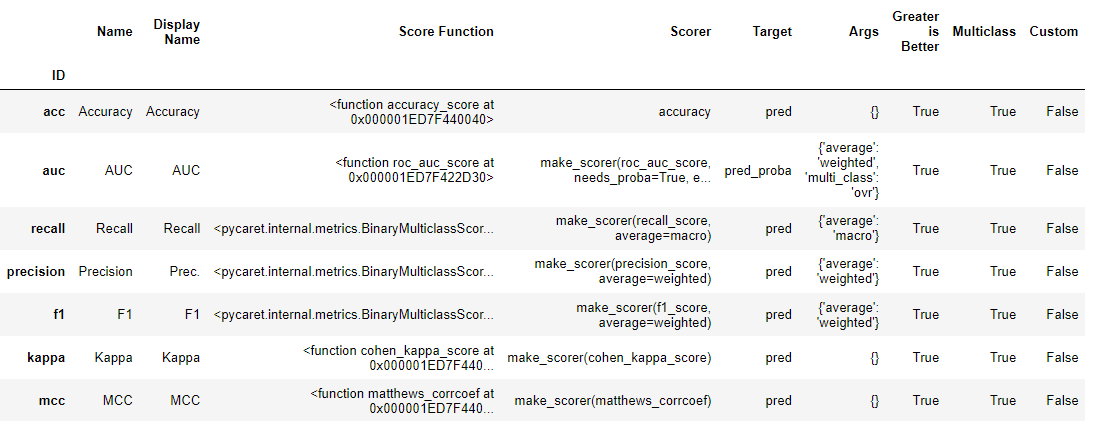 Name Display Name Score Function Scorer Target Args Greater is Better Multiclass Custom
ID
acc Accuracy Accuracy <function accuracy_score at 0x000001ED7F440040> accuracy pred {} True True False
auc AUC AUC <function roc_auc_score at 0x000001ED7F422D30> make_scorer(roc_auc_score, needs_proba=True, e... pred_proba {'average': 'weighted', 'multi_class': 'ovr'} True True False
recall Recall Recall <pycaret.internal.metrics.BinaryMulticlassScor... make_scorer(recall_score, average=macro) pred {'average': 'macro'} True True False
precision Precision Prec. <pycaret.internal.metrics.BinaryMulticlassScor... make_scorer(precision_score, average=weighted) pred {'average': 'weighted'} True True False
f1 F1 F1 <pycaret.internal.metrics.BinaryMulticlassScor... make_scorer(f1_score, average=weighted) pred {'average': 'weighted'} True True False
kappa Kappa Kappa <function cohen_kappa_score at 0x000001ED7F440... make_scorer(cohen_kappa_score) pred {} True True False
mcc MCC MCC <function matthews_corrcoef at 0x000001ED7F440... make_scorer(matthews_corrcoef) pred {} True True False